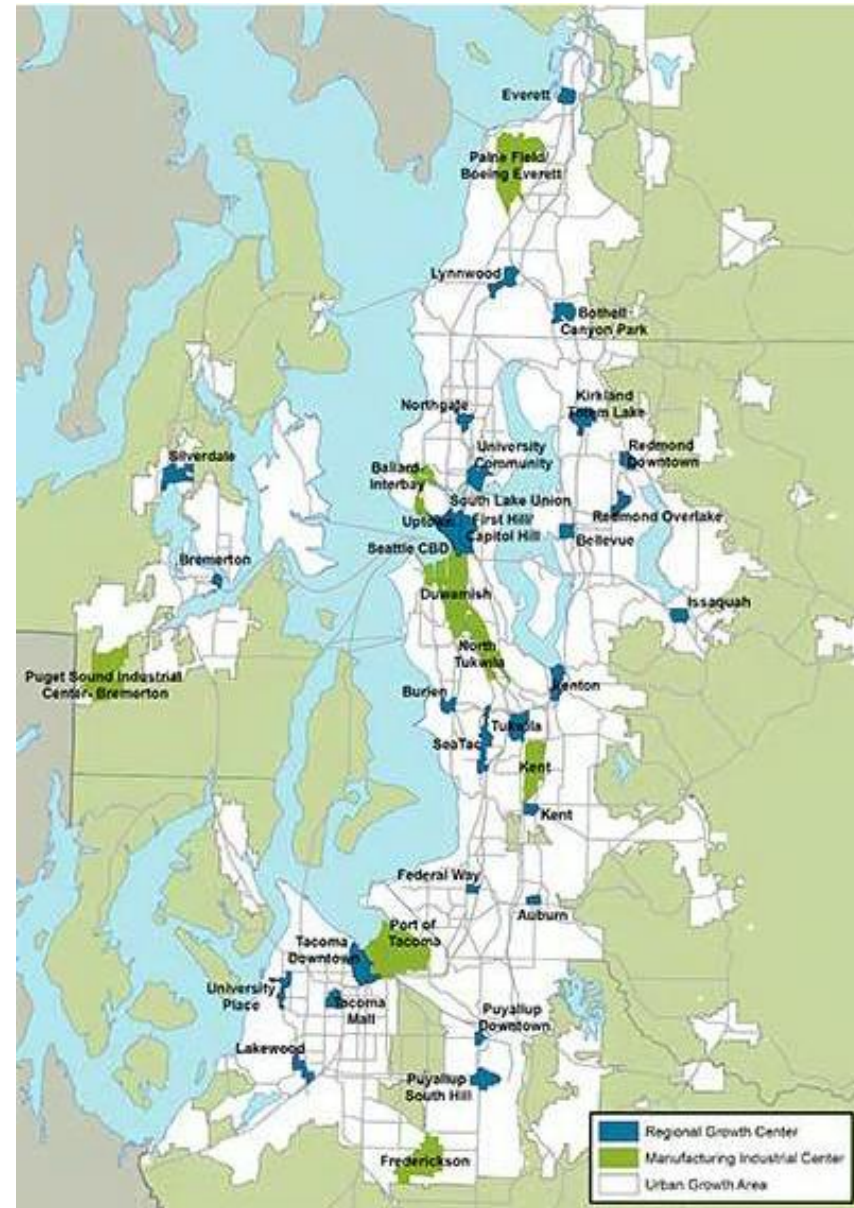 Everett
Paine Field/
Boeing Everett
Lynnwood
Bothell
Canyon Park
Northgate
Kirkland
Totem Lake
Silverdale
University
Community
Redmond
Downtown
Ballard-
Interbay
South Lake Union
Uptown
First Hill/
Capitol Hill
Redmond Overlake
Bellevue
Seattle CBD
Bremerton
Duwamish
Issaquah
North
Tukwila
Puget Sound Industrial
Center- Bremerton
Burien
Renton
Tukwila
SeaTac
Kent
Kent
Federal Way
Auburn
Port of
Tacoma
Tacoma
Downtown
University
Place
Tacoma
Mall
Puyallup
Downtown
Lakewood
Puyallup
South Hill
Frederickson
Regional Growth Center
Manufacturing Industrial Center
Urban Growth Area